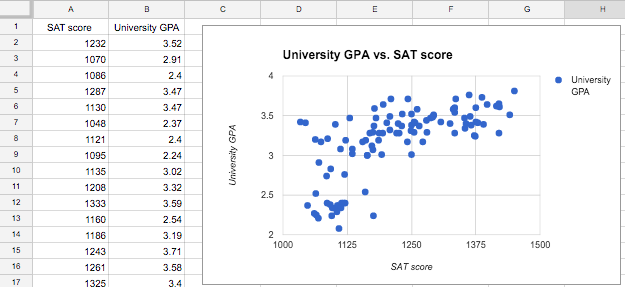 A B C D E F G H
1 SAT score University GPA
2 1232 3.52
3 1070 2.91
4 1086 2.4
5 1287 3.47
6 1130 3.47
7 1048 2.37
8 1121 2.4
9 1095 2.24
10 1135 3.02
11 1208 3.32
12 1333 3.59
13 1160 2.54
14 1186 3.19
15 1243 3.71
16 1261 3.58
17 1325 3.4
University GPA vs. SAT score
4
3.5
3
2.5
2
University GPA
1000 1125 1250 1375 1500
SAT score
University
GPA